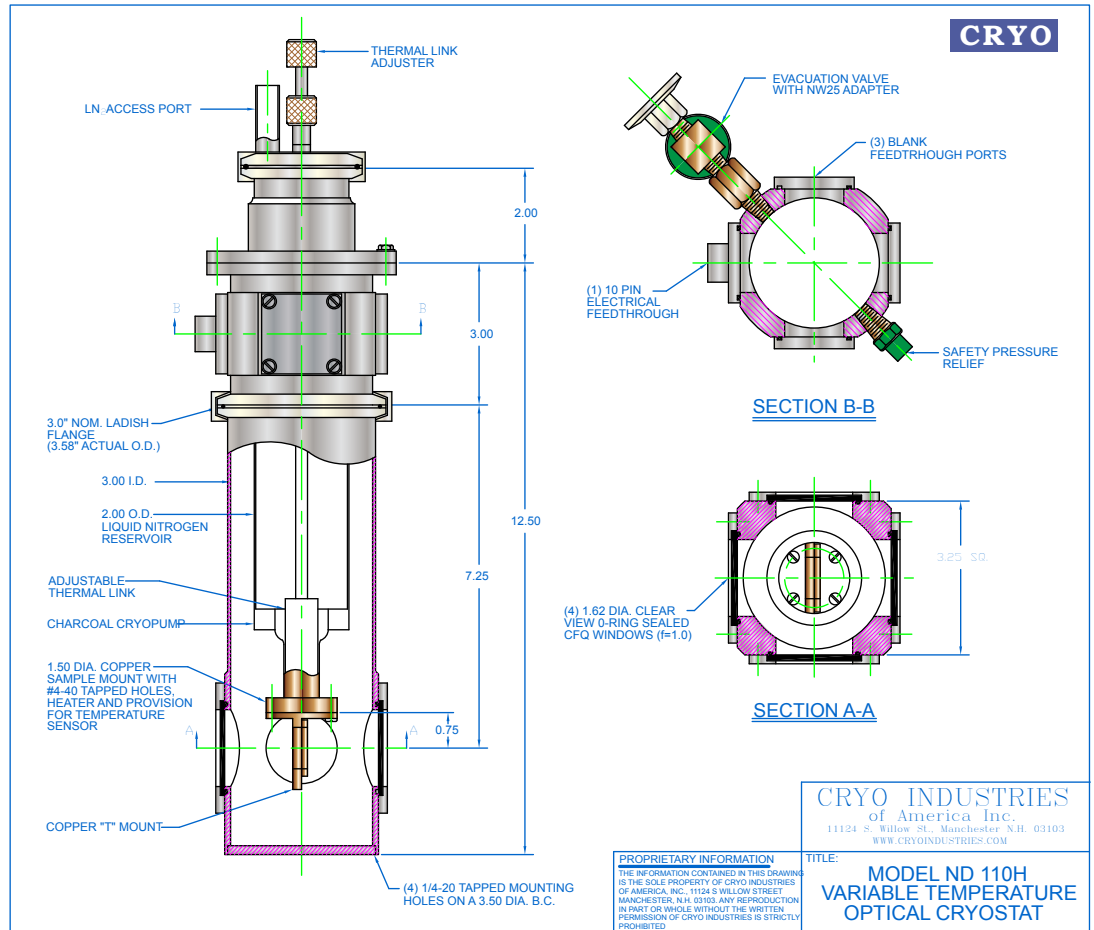 CRYO
THERMAL LINK
ADJUSTER
LN2 ACCESS PORT
EVACUATION VALVE
WITH NW25 ADAPTER
(3) BLANK
FEEDTRHOUGH PORTS
2.00
B
B
(1) 10 PIN
ELECTRICAL
FEEDTHROUGH
3.00
SAFETY PRESSURE
RELIEF
SECTION B-B
3.0" NOM. LADISH
FLANGE
(3.58" ACTUAL O.D.)
3.00 I.D.
2.00 O.D.
LIQUID NITROGEN
RESERVOIR
12.50
7.25
3.25 SQ.
ADJUSTABLE
THERMAL LINK
CHARCOAL CRYOPUMP
(4) 1.62 DIA. CLEAR
VIEW 0-RING SEALED
CFQ WINDOWS (f=1.0)
1.50 DIA. COPPER
SAMPLE MOUNT WITH
#4-40 TAPPED HOLES,
HEATER AND PROVISION
FOR TEMPERATURE
SENSOR
SECTION A-A
A
A
0.75
COPPER "T" MOUNT
(4) 1/4-20 TAPPED MOUNTING
HOLES ON A 3.50 DIA. B.C.
CRYO INDUSTRIES
of America Inc.
11124 S. Willow St., Manchester N.H. 03103
WWW.CRYOINDUSTRIES.COM
PROPRIETARY INFORMATION
THE INFORMATION CONTAINED IN THIS DRAWING
IS THE SOLE PROPERTY OF CRYO INDUSTRIES
OF AMERICA, INC., 11124 S WILLOW STREET
MANCHESTER, N.H. 03103. ANY REPRODUCTION
IN PART OR WHOLE WITHOUT THE WRITTEN
PERMISSION OF CRYO INDUSTRIES IS STRICTLY
PROHIBITED
TITLE:
MODEL ND 110H
VARIABLE TEMPERATURE
OPTICAL CRYOSTAT